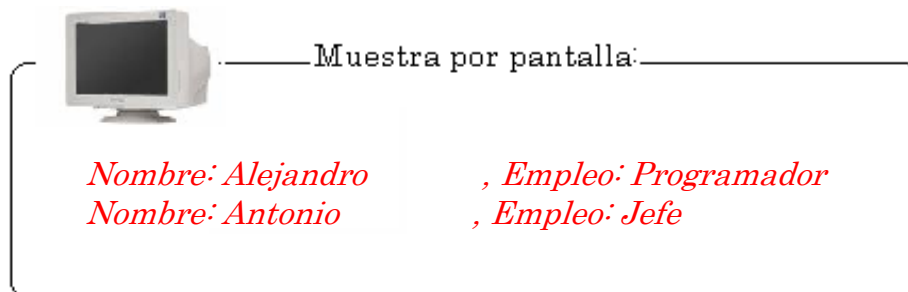 Muestra por pantalla:
Nombre: Alejandro , Empleo: Programador
Nombre: Antonio , Empleo: Jefe